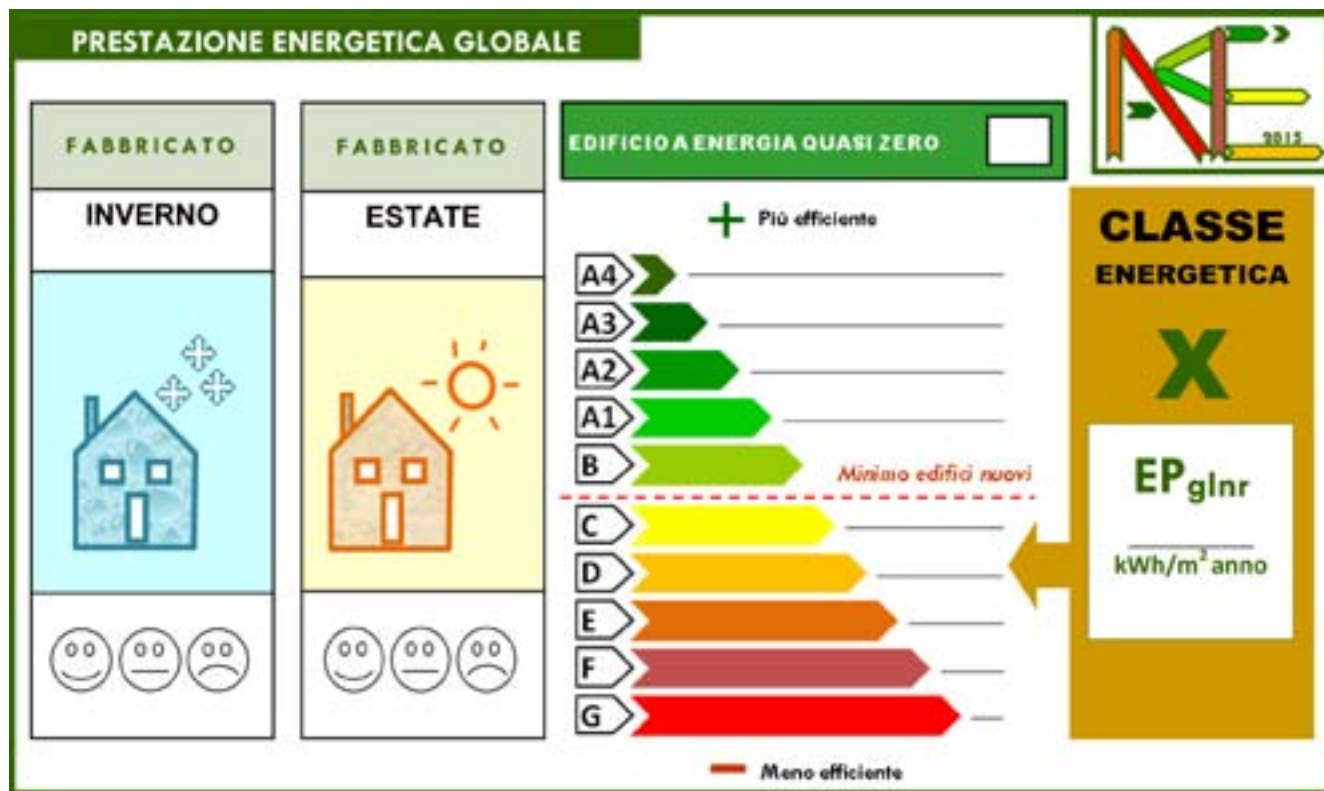 PRESTAZIONE ENERGETICA GLOBALE
2015
FABBRICATO
INVERNO
FABBRICATO
ESTATE
EDIFICIO A ENERGIA QUASI ZERO
+ Più efficiente
A4
A3
A2
A1
B
Minimo edifici nuovi
C
D
E
F
G
Meno efficiente
CLASSE
ENERGETICA
X
EPglnr
kWh/m² anno